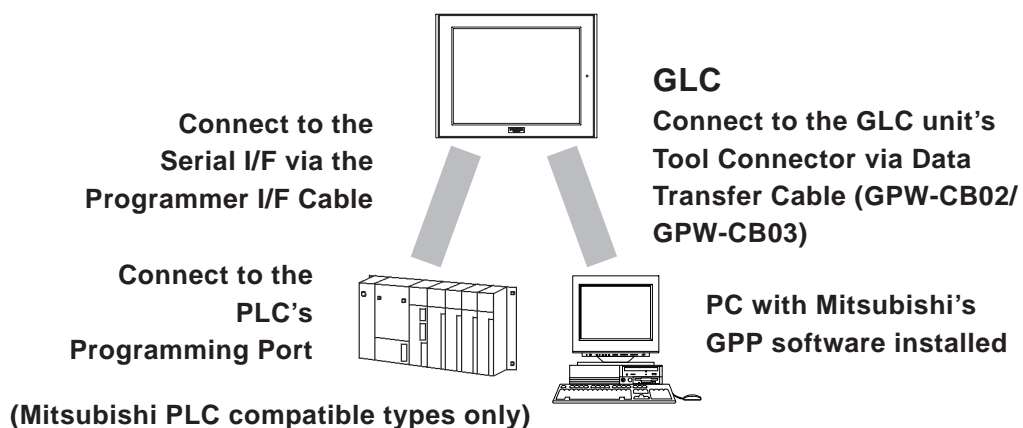 GLC
Connect to the GLC unit's
Tool Connector via Data
Transfer Cable (GPW-CB02/
GPW-CB03)
Connect to the
Serial I/F via the
Programmer I/F Cable
Connect to the
PLC's
Programming Port
PC with Mitsubishi's
GPP software installed
(Mitsubishi PLC compatible types only)